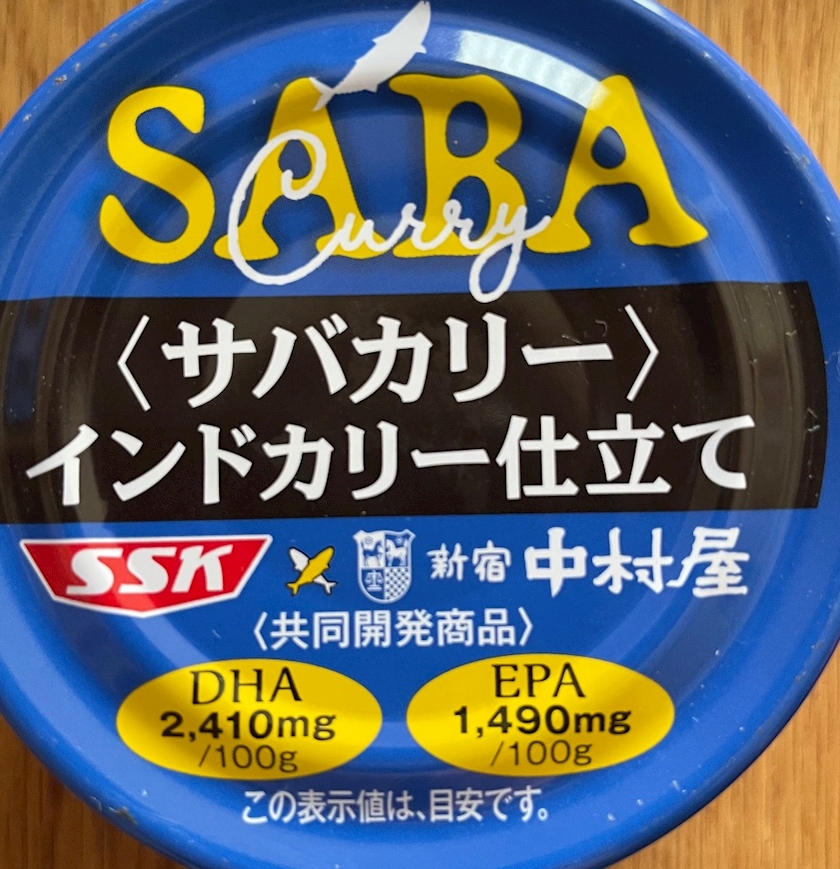 SABA
Curry
〈サバカリー〉
インドカリー仕立て
SSK 新宿 中村屋
〈共同開発商品〉
DHA EPA
2,410mg 1,490mg
/100g /100g
この表示値は、目安です。